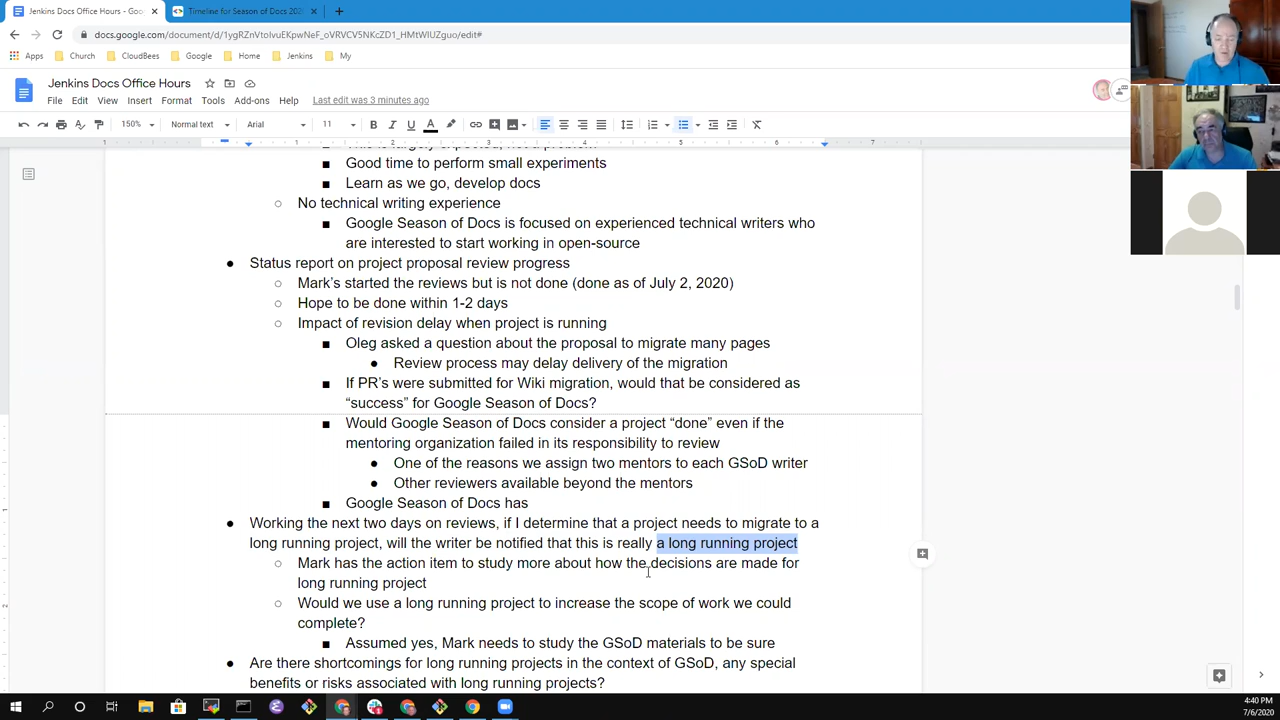 Jenkins Docs Office Hours - Goo
Timeline for Season of Docs 202
docs.google.com/document/d/1ygRZnVtoIvuEKpwNeF_oVRVCV5NKcZD1_HMtWlUZguo/edit#
Apps Church CloudBees Google Home Jenkins My
Jenkins Docs Office Hours
File Edit View Insert Format Tools Add-ons Help Last edit was 3 minutes ago
150% Normal text Arial 11 B I U A
1 1 2 3 4 5 6 7
Good time to perform small experiments
Learn as we go, develop docs
No technical writing experience
Google Season of Docs is focused on experienced technical writers who
are interested to start working in open-source
Status report on project proposal review progress
Mark's started the reviews but is not done (done as of July 2, 2020)
Hope to be done within 1-2 days
Impact of revision delay when project is running
Oleg asked a question about the proposal to migrate many pages
Review process may delay delivery of the migration
If PR's were submitted for Wiki migration, would that be considered as
“success” for Google Season of Docs?
Would Google Season of Docs consider a project “done” even if the
mentoring organization failed in its responsibility to review
One of the reasons we assign two mentors to each GSoD writer
Other reviewers available beyond the mentors
Google Season of Docs has
Working the next two days on reviews, if I determine that a project needs to migrate to a
long running project, will the writer be notified that this is really a long running project
Mark has the action item to study more about how the decisions are made for
long running project
Would we use a long running project to increase the scope of work we could
complete?
Assumed yes, Mark needs to study the GSoD materials to be sure
Are there shortcomings for long running projects in the context of GSoD, any special
benefits or risks associated with long running projects?
4:40 PM
7/6/2020